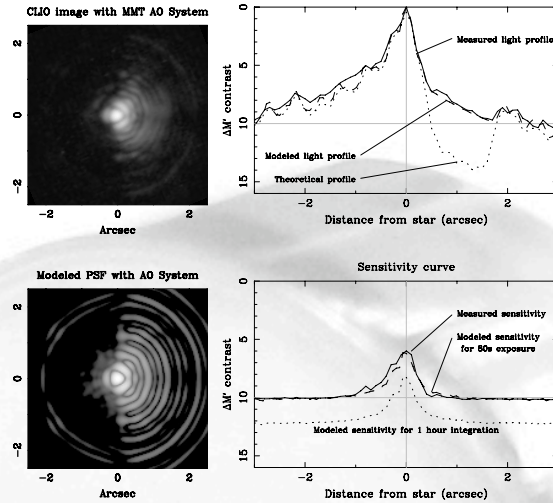 CLIO image with MMT AO System
2
0
−2
−2
0
2
Arcsec
0
5
10
15
ΔM' contrast
Measured light profile
Modeled light profile
Theoretical profile
−2
0
2
Distance from star (arcsec)
Modeled PSF with AO System
2
0
−2
−2
0
2
Arcsec
Sensitivity curve
0
5
10
15
ΔM' contrast
Measured sensitivity
Modeled sensitivity
for 60s exposure
Modeled sensitivity for 1 hour integration
−2
0
2
Distance from star (arcsec)